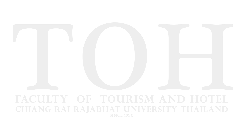 TOH
FACULTY OF TOURISM AND HOTEL
CHIANG RAI RAJABHAT UNIVERSITY THAILAND